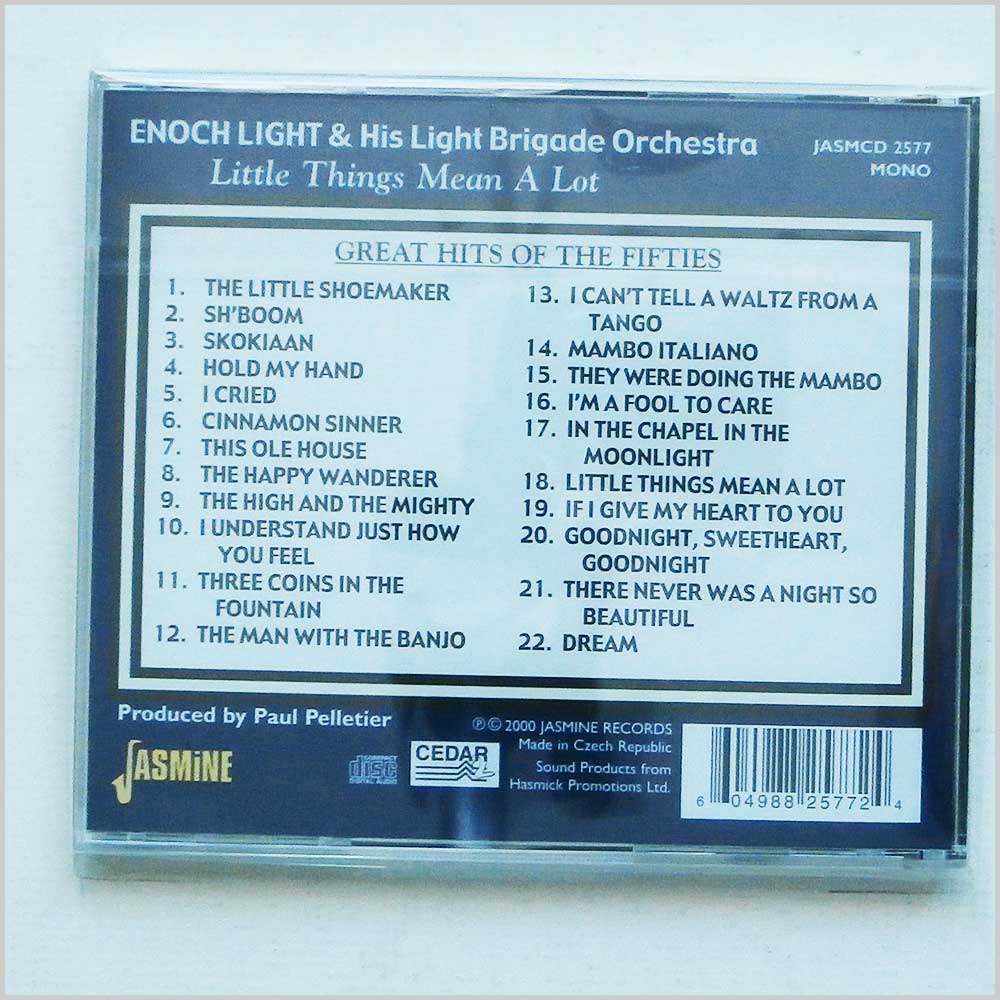 ENOCH LIGHT & His Light Brigade Orchestra
JASMCD 2577
MONO
Little Things Mean A Lot
GREAT HITS OF THE FIFTIES
1. THE LITTLE SHOEMAKER
2. SH'BOOM
3. SKOKIAAN
4. HOLD MY HAND
5. I CRIED
6. CINNAMON SINNER
7. THIS OLE HOUSE
8. THE HAPPY WANDERER
9. THE HIGH AND THE MIGHTY
10. I UNDERSTAND JUST HOW
YOU FEEL
11. THREE COINS IN THE
FOUNTAIN
12. THE MAN WITH THE BANJO
13. I CAN'T TELL A WALTZ FROM A
TANGO
14. MAMBO ITALIANO
15. THEY WERE DOING THE MAMBO
16. I'M A FOOL TO CARE
17. IN THE CHAPEL IN THE
MOONLIGHT
18. LITTLE THINGS MEAN A LOT
19. IF I GIVE MY HEART TO YOU
20. GOODNIGHT, SWEETHEART,
GOODNIGHT
21. THERE NEVER WAS A NIGHT SO
BEAUTIFUL
22. DREAM
Produced by Paul Pelletier
JASMiNE
COMPACT
disc
DIGITAL AUDIO
CEDAR
℗ © 2000 JASMINE RECORDS
Made in Czech Republic
Sound Products from
Hasmick Promotions Ltd.
6 04988 25772 4